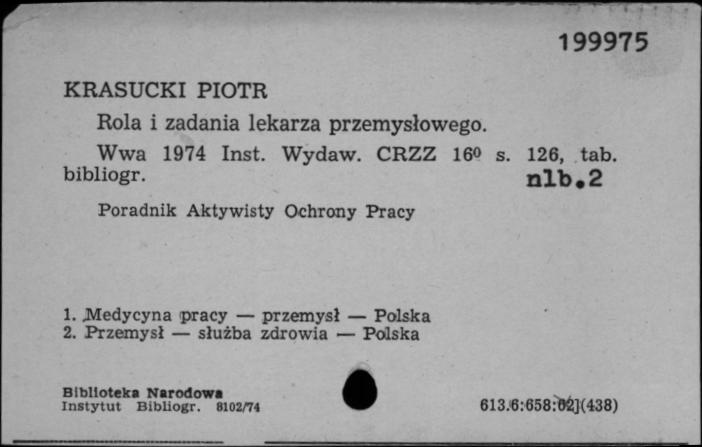 199975
KRASUCKI PIOTR
Rola i zadania lekarza przemysłowego.
Wwa 1974 Inst. Wydaw. CRZZ 16⁰ s. 126, tab.
bibliogr.
nlb.2
Poradnik Aktywisty Ochrony Pracy
1. Medycyna pracy — przemysł — Polska
2. Przemysł — służba zdrowia — Polska
Biblioteka Narodowa
Instytut Bibliogr. 8102/74
613.6:658:62](438)